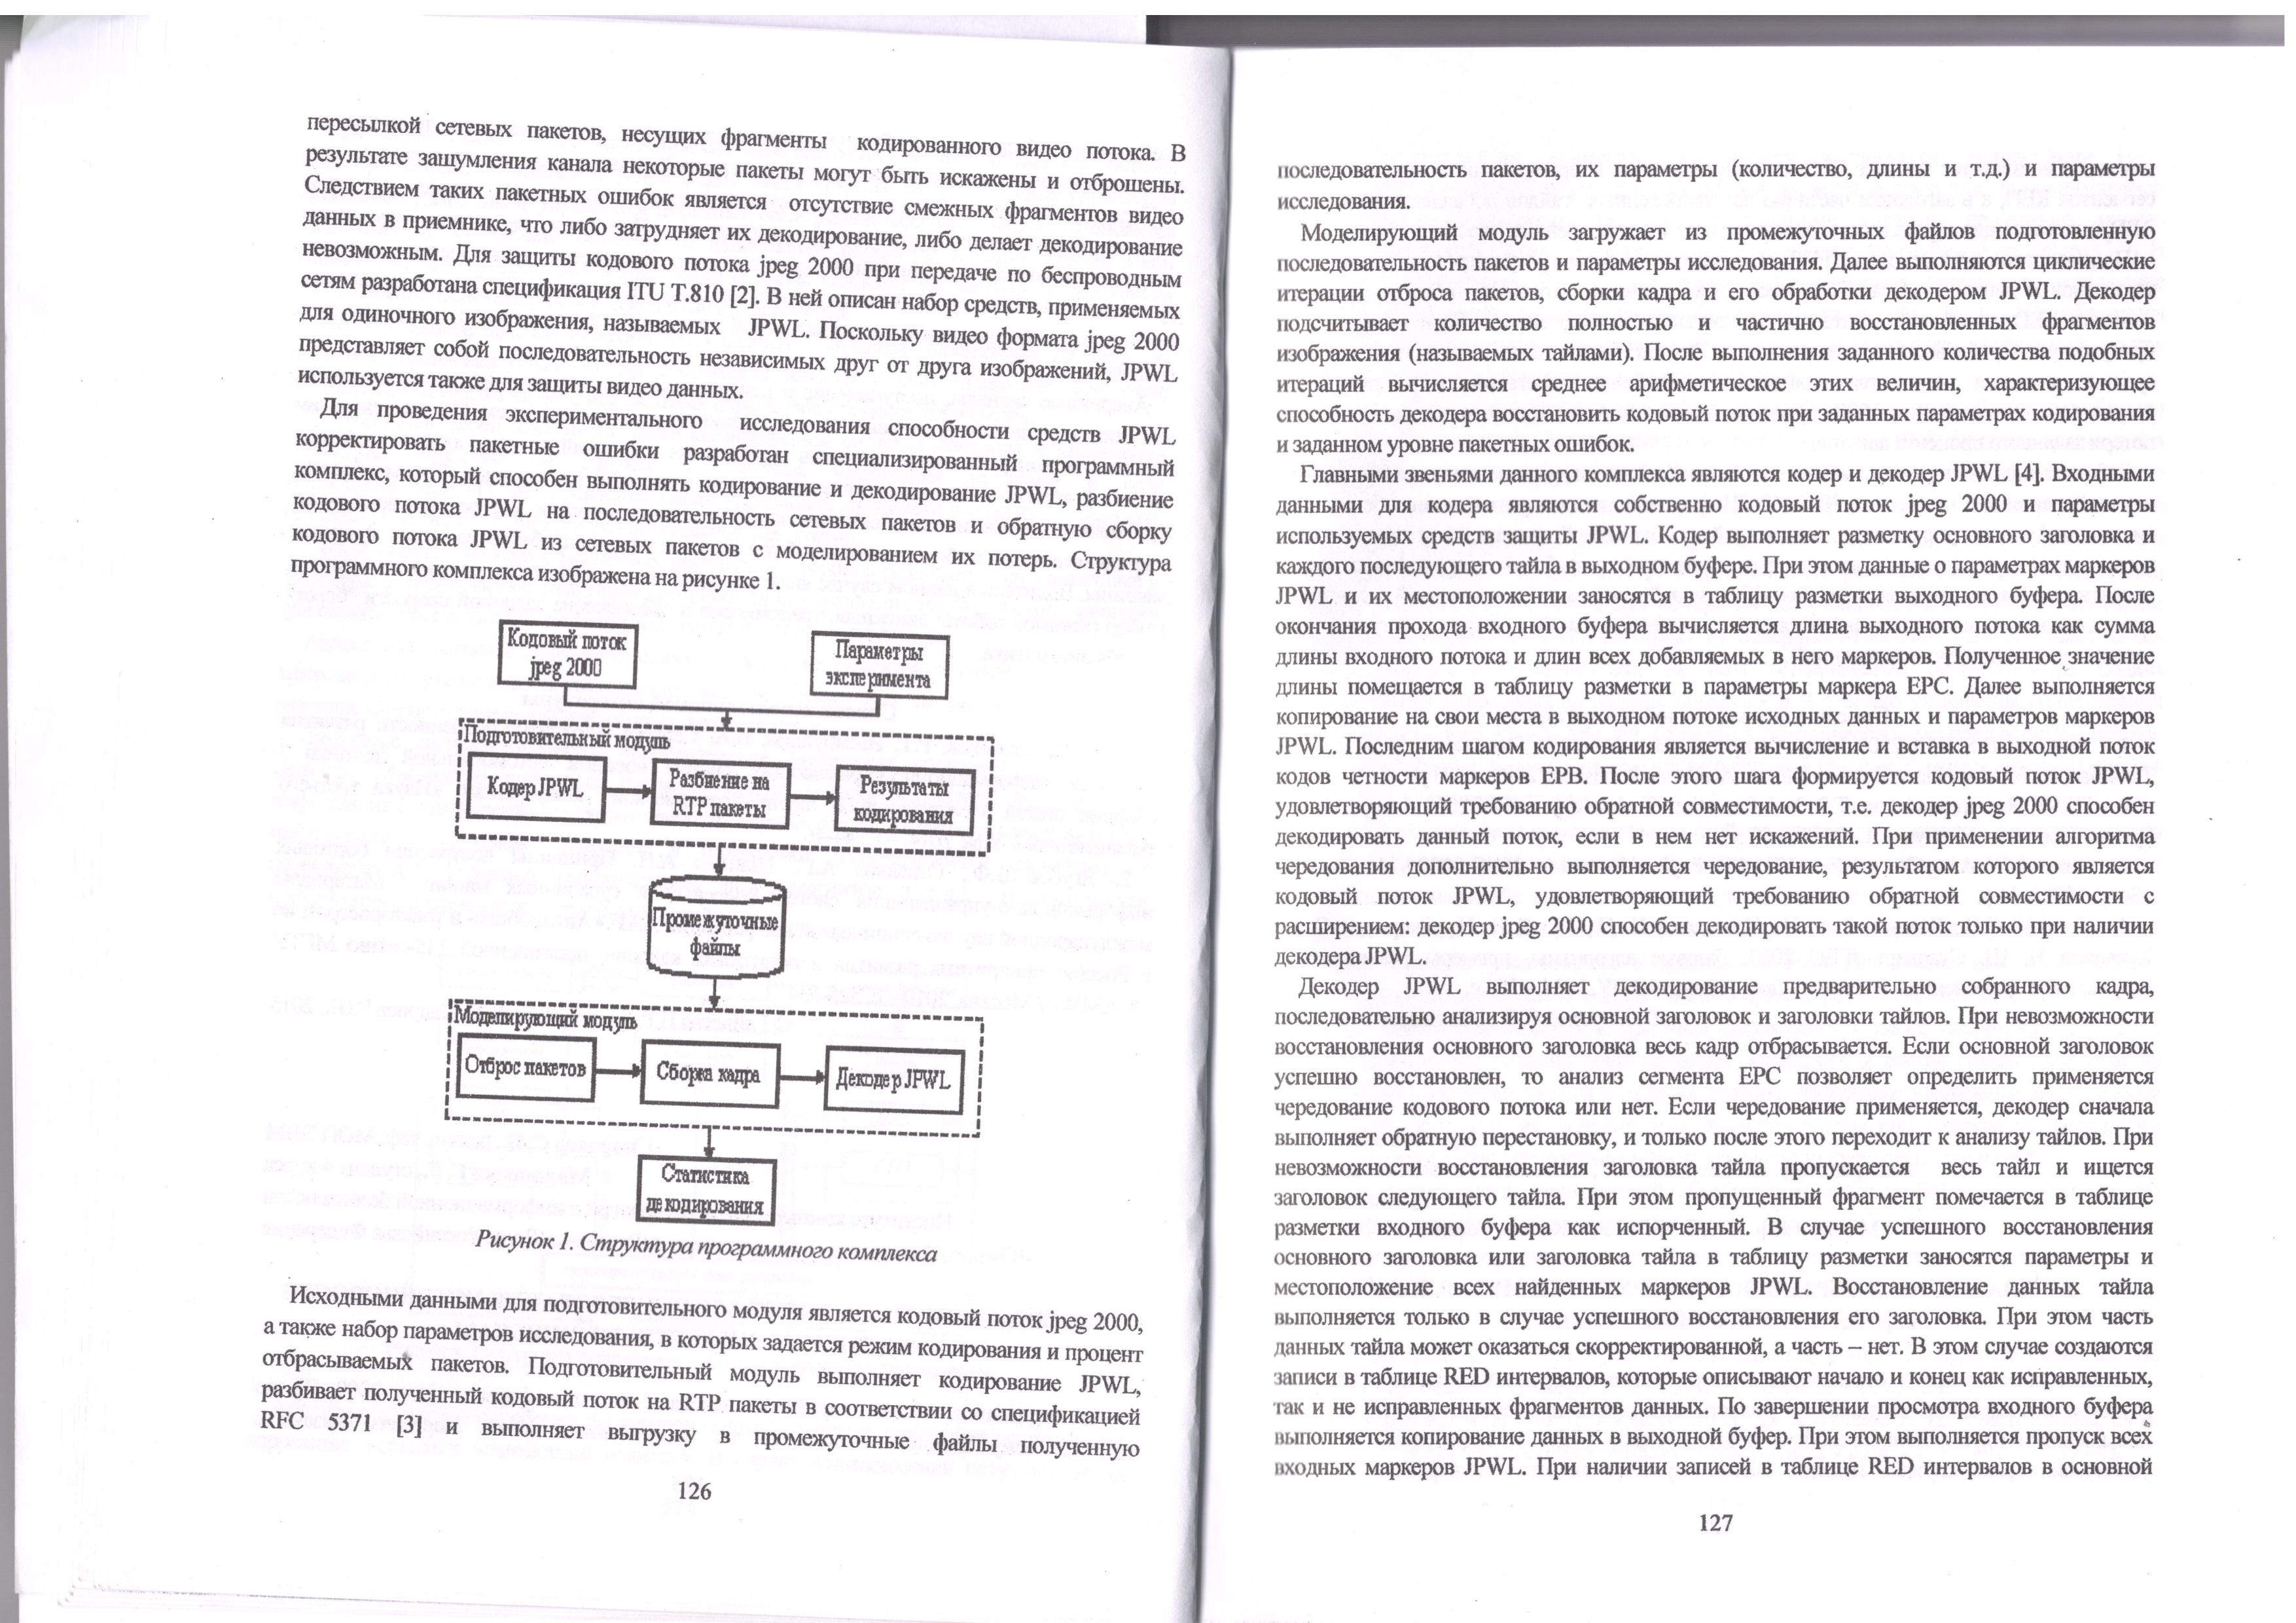 пересылкой сетевых пакетов, несущих фрагменты кодированного видео потока. В
результате зашумления канала некоторые пакеты могут быть искажены и отброшены.
Следствием таких пакетных ошибок является отсутствие смежных фрагментов видео
данных в приемнике, что либо затрудняет их декодирование, либо делает декодирование
невозможным. Для защиты кодового потока jpeg 2000 при передаче по беспроводным
сетям разработана спецификация ITU T.810 [2]. В ней описан набор средств, применяемых
для одиночного изображения, называемых JPWL. Поскольку видео формата jpeg 2000
представляет собой последовательность независимых друг от друга изображений, JPWL
используется также для защиты видео данных.
Для проведения экспериментального исследования способности средств JPWL
корректировать пакетные ошибки разработан специализированный программный
комплекс, который способен выполнять кодирование и декодирование JPWL, разбиение
кодового потока JPWL на последовательность сетевых пакетов и обратную сборку
кодового потока JPWL из сетевых пакетов с моделированием их потерь. Структура
программного комплекса изображена на рисунке 1.
Кодовый поток
jpeg 2000
Параметры
эксперимента
Подготовительный модуль
Кодер JPWL
Разбиение на
RTP пакеты
Результаты
кодирования
Промежуточные
файлы
Моделирующий модуль
Отброс пакетов
Сборка кадра
Декодер JPWL
Статистика
декодирования
Рисунок 1. Структура программного комплекса
Исходными данными для подготовительного модуля является кодовый поток jpeg 2000,
а также набор параметров исследования, в которых задается режим кодирования и процент
отбрасываемых пакетов. Подготовительный модуль выполняет кодирование JPWL,
разбивает полученный кодовый поток на RTP пакеты в соответствии со спецификацией
RFC 5371 [3] и выполняет выгрузку в промежуточные файлы полученную
126
последовательность пакетов, их параметры (количество, длины и т.д.) и параметры
исследования.
Моделирующий модуль загружает из промежуточных файлов подготовленную
последовательность пакетов и параметры исследования. Далее выполняются циклические
итерации отброса пакетов, сборки кадра и его обработки декодером JPWL. Декодер
подсчитывает количество полностью и частично восстановленных фрагментов
изображения (называемых тайлами). После выполнения заданного количества подобных
итераций вычисляется среднее арифметическое этих величин, характеризующее
способность декодера восстановить кодовый поток при заданных параметрах кодирования
и заданном уровне пакетных ошибок.
Главными звеньями данного комплекса являются кодер и декодер JPWL [4]. Входными
данными для кодера являются собственно кодовый поток jpeg 2000 и параметры
используемых средств защиты JPWL. Кодер выполняет разметку основного заголовка и
каждого последующего тайла в выходном буфере. При этом данные о параметрах маркеров
JPWL и их местоположении заносятся в таблицу разметки выходного буфера. После
окончания прохода входного буфера вычисляется длина выходного потока как сумма
длины входного потока и длин всех добавляемых в него маркеров. Полученное значение
длины помещается в таблицу разметки в параметры маркера EPC. Далее выполняется
копирование на свои места в выходном потоке исходных данных и параметров маркеров
JPWL. Последним шагом кодирования является вычисление и вставка в выходной поток
кодов четности маркеров EPB. После этого шага формируется кодовый поток JPWL,
удовлетворяющий требованию обратной совместимости, т.е. декодер jpeg 2000 способен
декодировать данный поток, если в нем нет искажений. При применении алгоритма
чередования дополнительно выполняется чередование, результатом которого является
кодовый поток JPWL, удовлетворяющий требованию обратной совместимости с
расширением: декодер jpeg 2000 способен декодировать такой поток только при наличии
декодера JPWL.
Декодер JPWL выполняет декодирование предварительно собранного кадра,
последовательно анализируя основной заголовок и заголовки тайлов. При невозможности
восстановления основного заголовка весь кадр отбрасывается. Если основной заголовок
успешно восстановлен, то анализ сегмента EPC позволяет определить применяется
чередование кодового потока или нет. Если чередование применяется, декодер сначала
выполняет обратную перестановку, и только после этого переходит к анализу тайлов. При
невозможности восстановления заголовка тайла пропускается весь тайл и ищется
заголовок следующего тайла. При этом пропущенный фрагмент помечается в таблице
разметки входного буфера как испорченный. В случае успешного восстановления
основного заголовка или заголовка тайла в таблицу разметки заносятся параметры и
местоположение всех найденных маркеров JPWL. Восстановление данных тайла
выполняется только в случае успешного восстановления его заголовка. При этом часть
данных тайла может оказаться скорректированной, а часть – нет. В этом случае создаются
записи в таблице RED интервалов, которые описывают начало и конец как исправленных,
так и не исправленных фрагментов данных. По завершении просмотра входного буфера
выполняется копирование данных в выходной буфер. При этом выполняется пропуск всех
входных маркеров JPWL. При наличии записей в таблице RED интервалов в основной
127